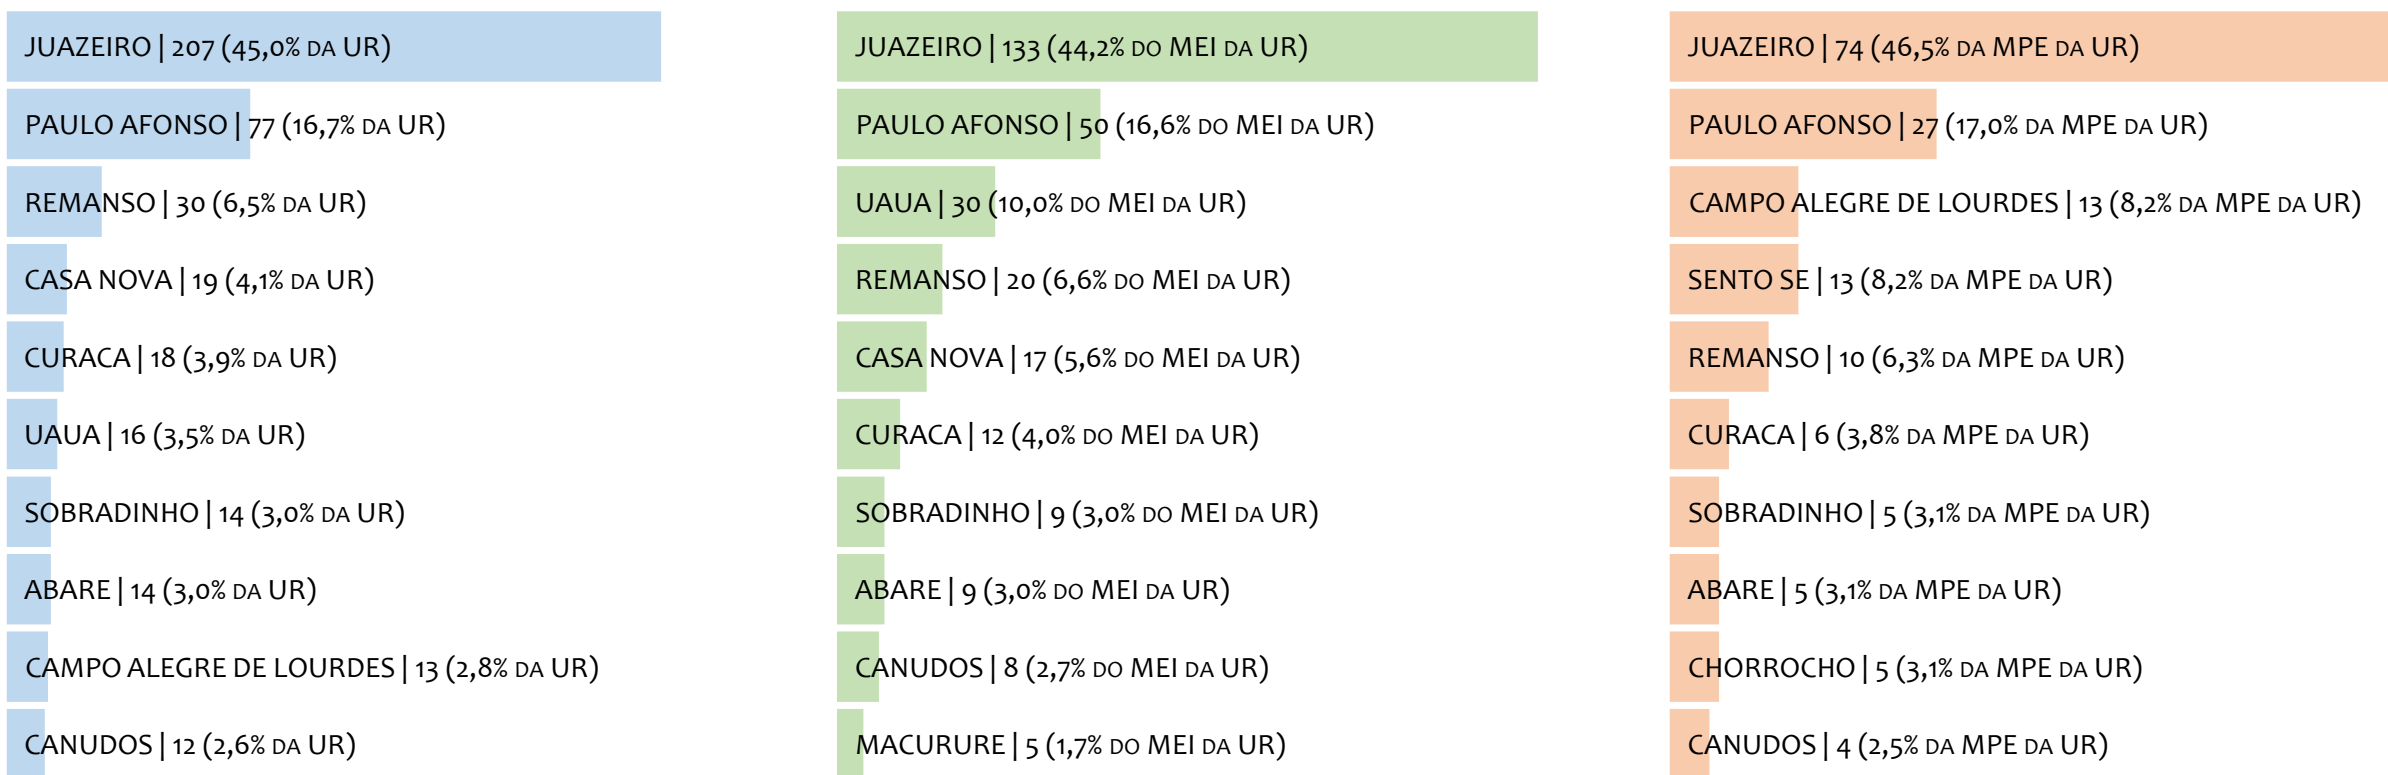 JUAZEIRO | 207 (45,0% DA UR)
PAULO AFONSO | 77 (16,7% DA UR)
REMANSO | 30 (6,5% DA UR)
CASA NOVA | 19 (4,1% DA UR)
CURACA | 18 (3,9% DA UR)
UAUA | 16 (3,5% DA UR)
SOBRADINHO | 14 (3,0% DA UR)
ABARE | 14 (3,0% DA UR)
CAMPO ALEGRE DE LOURDES | 13 (2,8% DA UR)
CANUDOS | 12 (2,6% DA UR)
JUAZEIRO | 133 (44,2% DO MEI DA UR)
PAULO AFONSO | 50 (16,6% DO MEI DA UR)
UAUA | 30 (10,0% DO MEI DA UR)
REMANSO | 20 (6,6% DO MEI DA UR)
CASA NOVA | 17 (5,6% DO MEI DA UR)
CURACA | 12 (4,0% DO MEI DA UR)
SOBRADINHO | 9 (3,0% DO MEI DA UR)
ABARE | 9 (3,0% DO MEI DA UR)
CANUDOS | 8 (2,7% DO MEI DA UR)
MACURURE | 5 (1,7% DO MEI DA UR)
JUAZEIRO | 74 (46,5% DA MPE DA UR)
PAULO AFONSO | 27 (17,0% DA MPE DA UR)
CAMPO ALEGRE DE LOURDES | 13 (8,2% DA MPE DA UR)
SENTO SE | 13 (8,2% DA MPE DA UR)
REMANSO | 10 (6,3% DA MPE DA UR)
CURACA | 6 (3,8% DA MPE DA UR)
SOBRADINHO | 5 (3,1% DA MPE DA UR)
ABARE | 5 (3,1% DA MPE DA UR)
CHORROCHO | 5 (3,1% DA MPE DA UR)
CANUDOS | 4 (2,5% DA MPE DA UR)